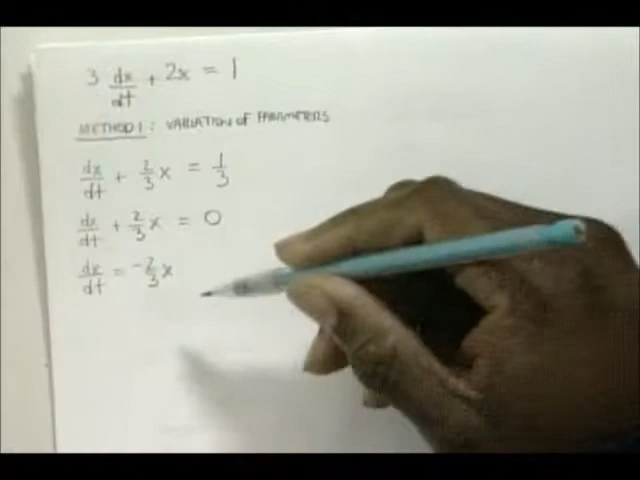 3 dx/dt + 2x = 1
METHOD 1 : VARIATION OF PARAMETERS
dx/dt + 2/3 x = 1/3
dx/dt + 2/3 x = 0
dx/dt = -2/3 x